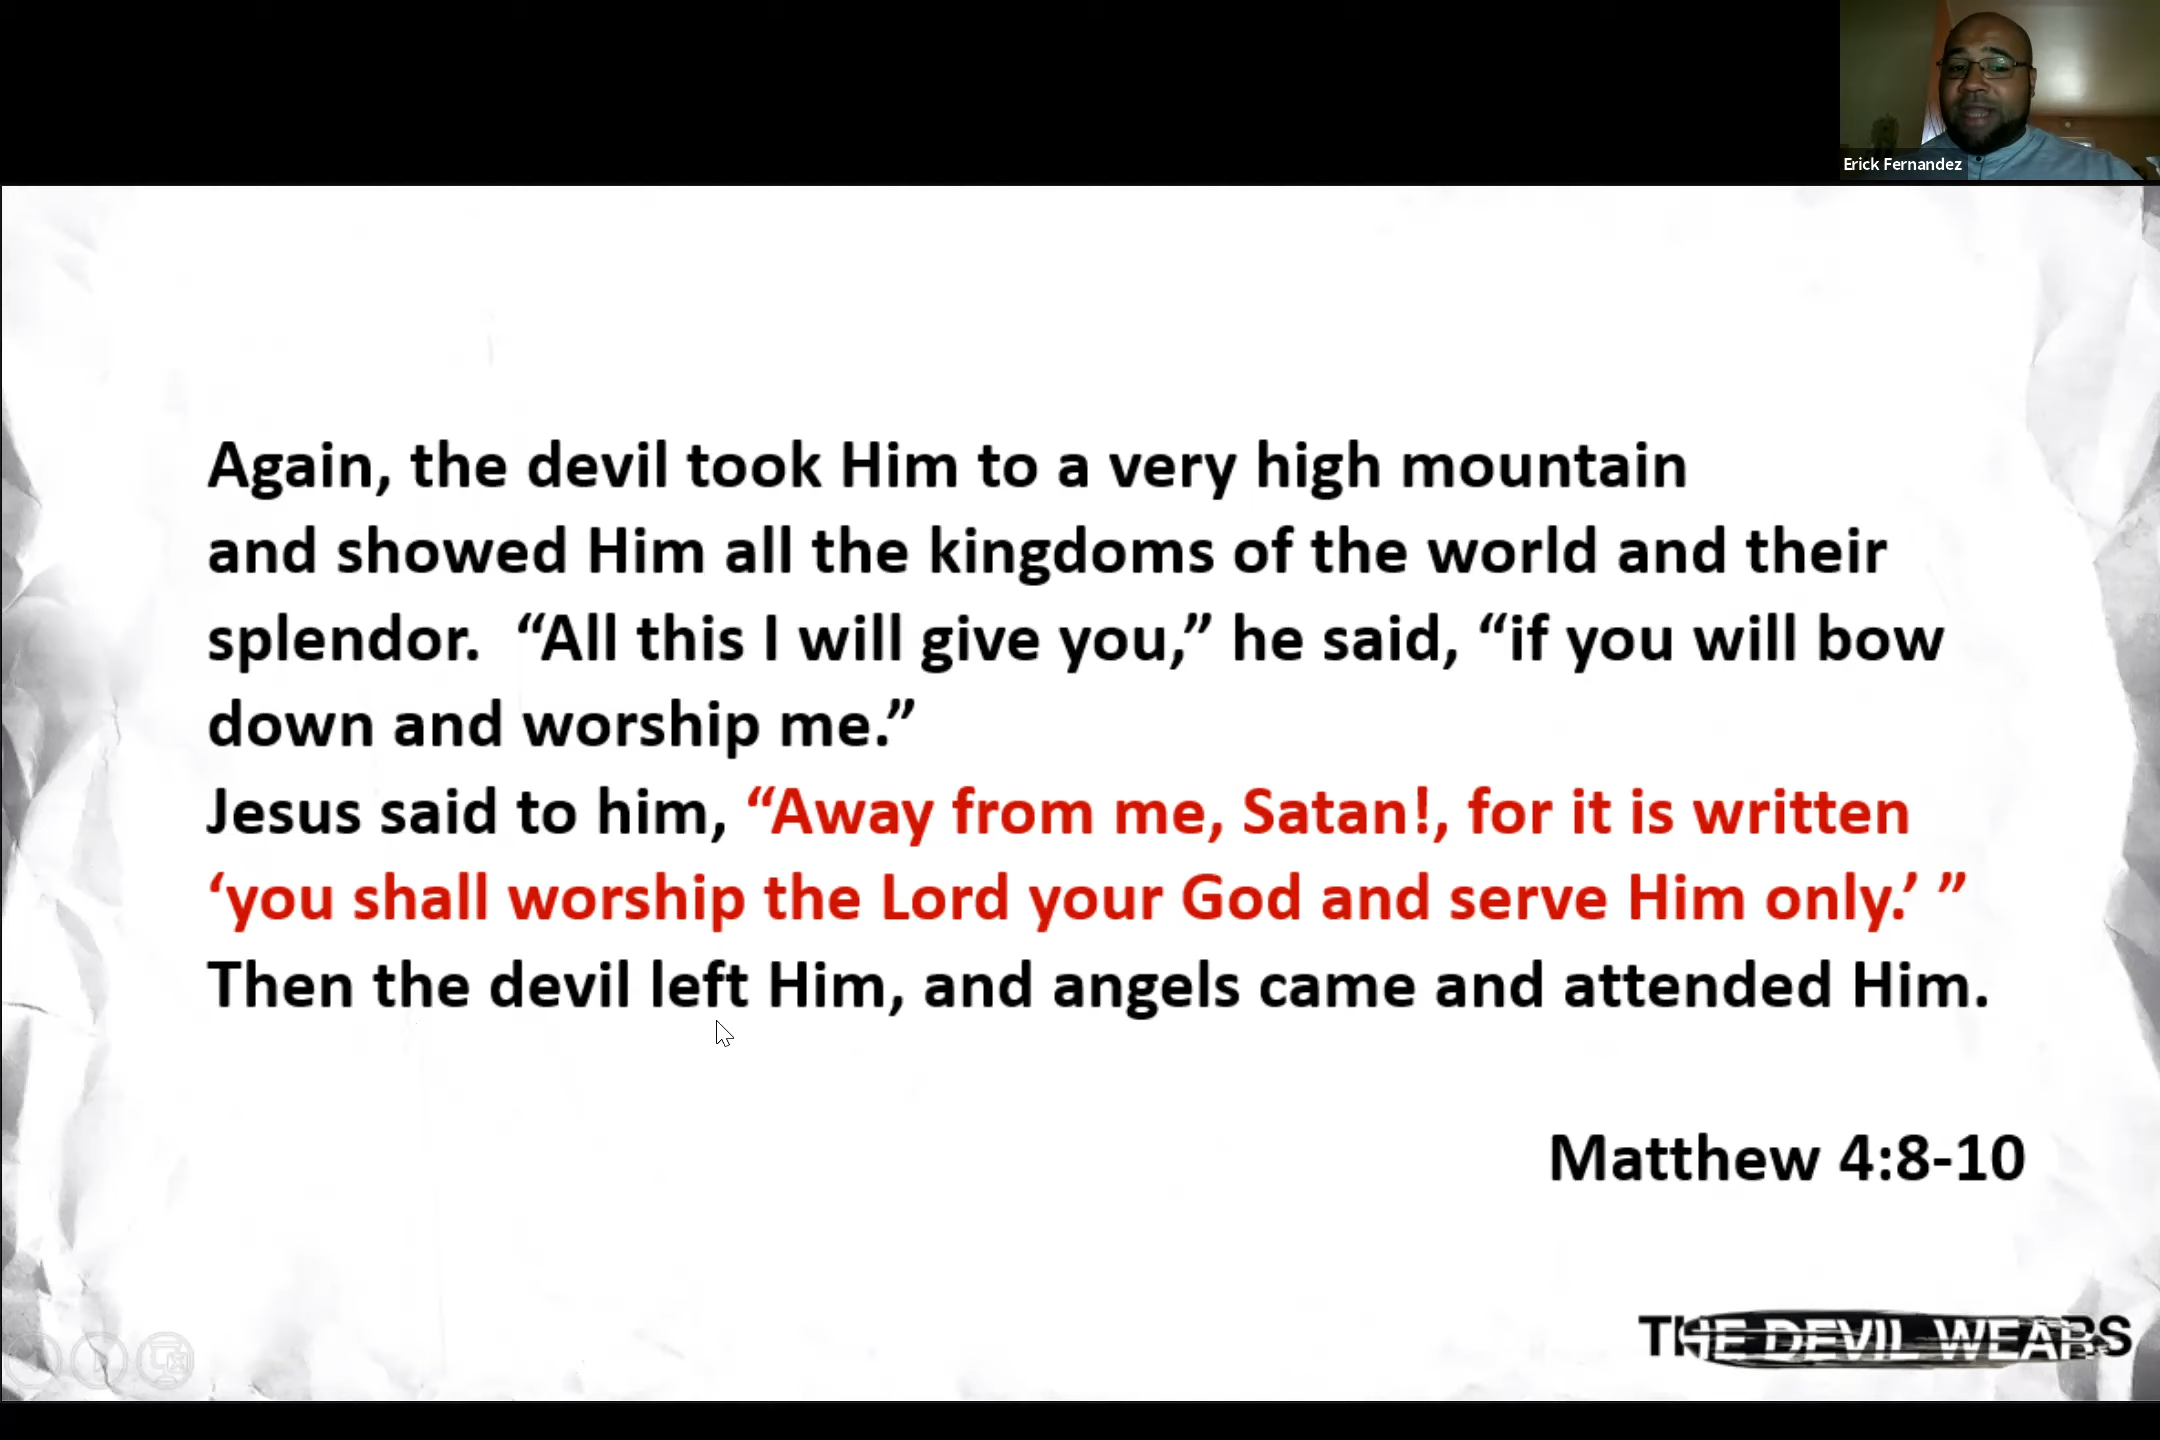 Erick Fernandez
Again, the devil took Him to a very high mountain
and showed Him all the kingdoms of the world and their
splendor.  “All this I will give you,” he said, “if you will bow
down and worship me.”
Jesus said to him, “Away from me, Satan!, for it is written
‘you shall worship the Lord your God and serve Him only.’ ”
Then the devil left Him, and angels came and attended Him.
Matthew 4:8-10
THE DEVIL WEARS